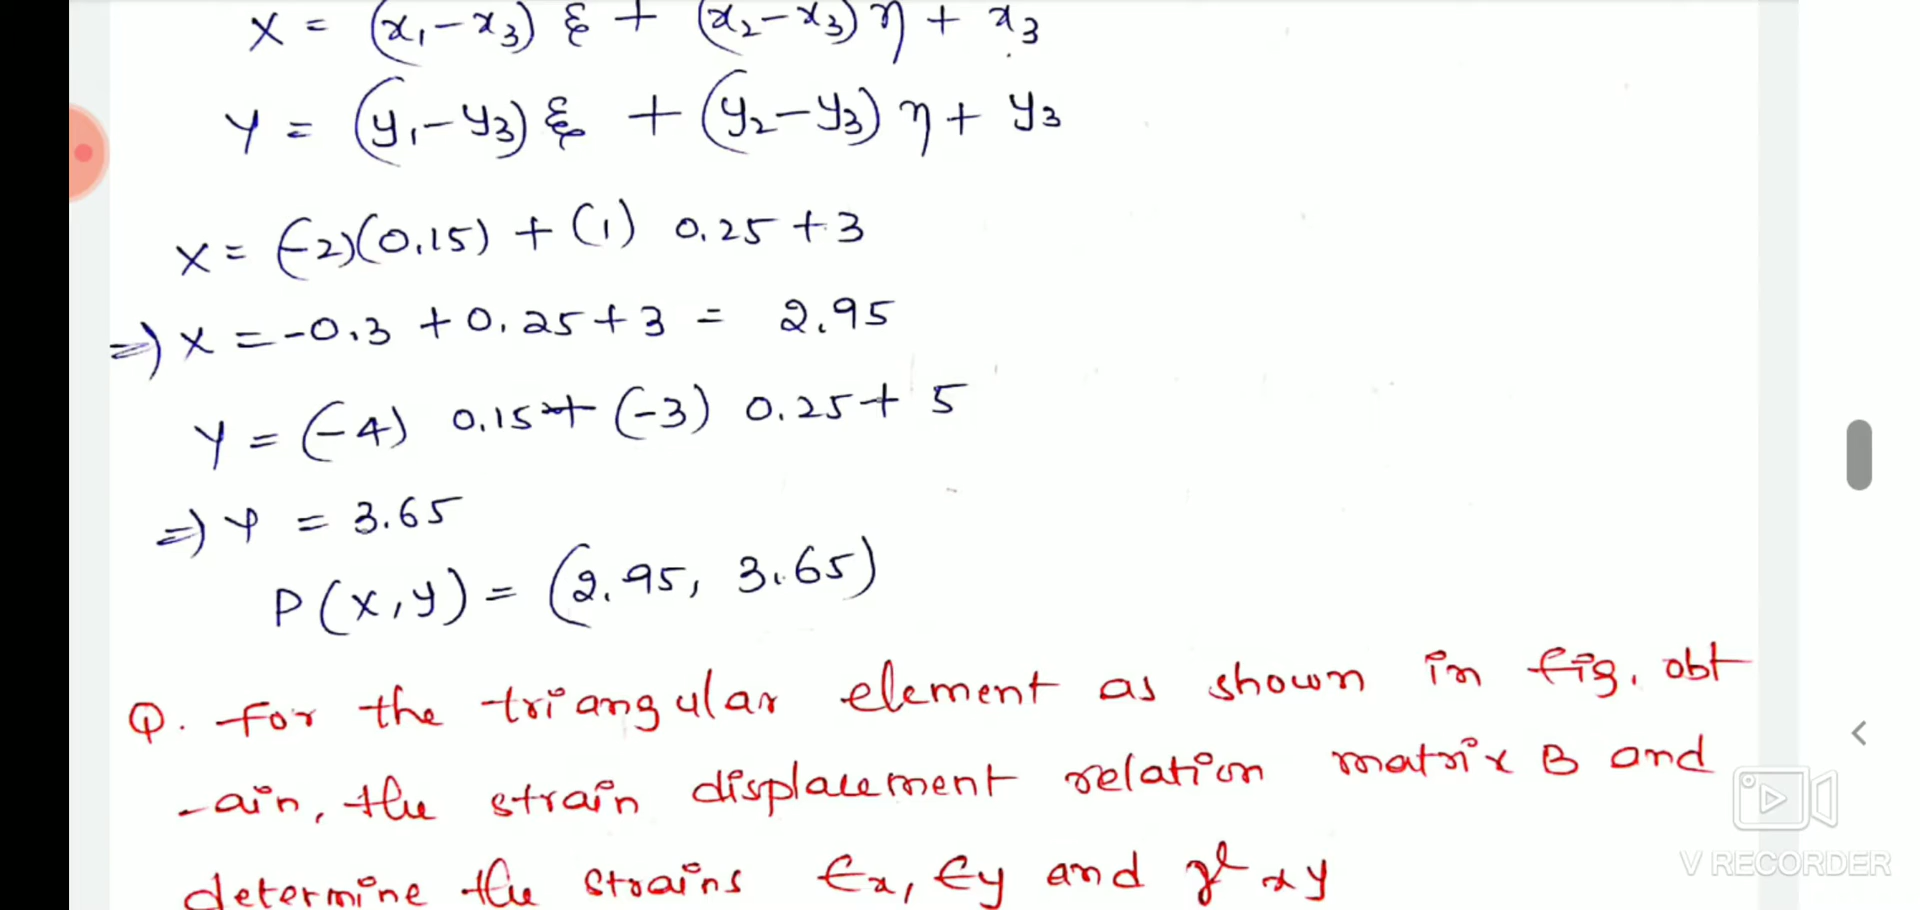 X = (x₁-x₃) ξ + (x₂-x₃) η + x₃
Y = (y₁-y₃) ξ + (y₂-y₃) η + y₃
X = (-2)(0.15) + (1) 0.25 + 3
⇒) X = -0.3 + 0.25 + 3 = 2.95
Y = (-4) 0.15 + (-3) 0.25 + 5
⇒) Y = 3.65
P(x,y) = (2.95, 3.65)
Q. For the triangular element as shown in fig. obt
-ain, the strain displacement relation matrix B and
determine the strains ϵx, ϵy and γxy
V RECORDER